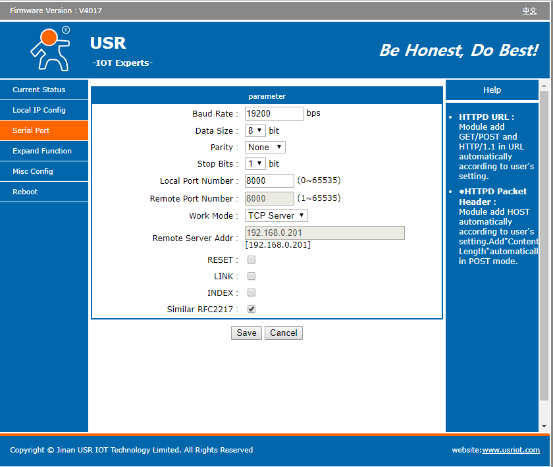 Firmware Version : V4017
中文
®
USR
-IOT Experts-
Be Honest, Do Best!
Current Status
Local IP Config
Serial Port
Expand Function
Misc Config
Reboot
parameter
Baud Rate : 19200 bps
Data Size : 8 bit
Parity : None
Stop Bits : 1 bit
Local Port Number : 8000 (0~65535)
Remote Port Number : 8000 (1~65535)
Work Mode : TCP Server
Remote Server Addr : 192.168.0.201
[192.168.0.201]
RESET :
LINK :
INDEX :
Similar RFC2217 :
Save Cancel
Help
• HTTPD URL :
Module add
GET/POST and
HTTP/1.1 in URL
automatically
according to user's
setting.
• ●HTTPD Packet
Header :
Module add HOST
automatically
according to user's
setting.Add"Content
Length"automaticall
in POST mode.
Copyright © Jinan USR IOT Technology Limited. All Rights Reserved
website:www.usriot.com